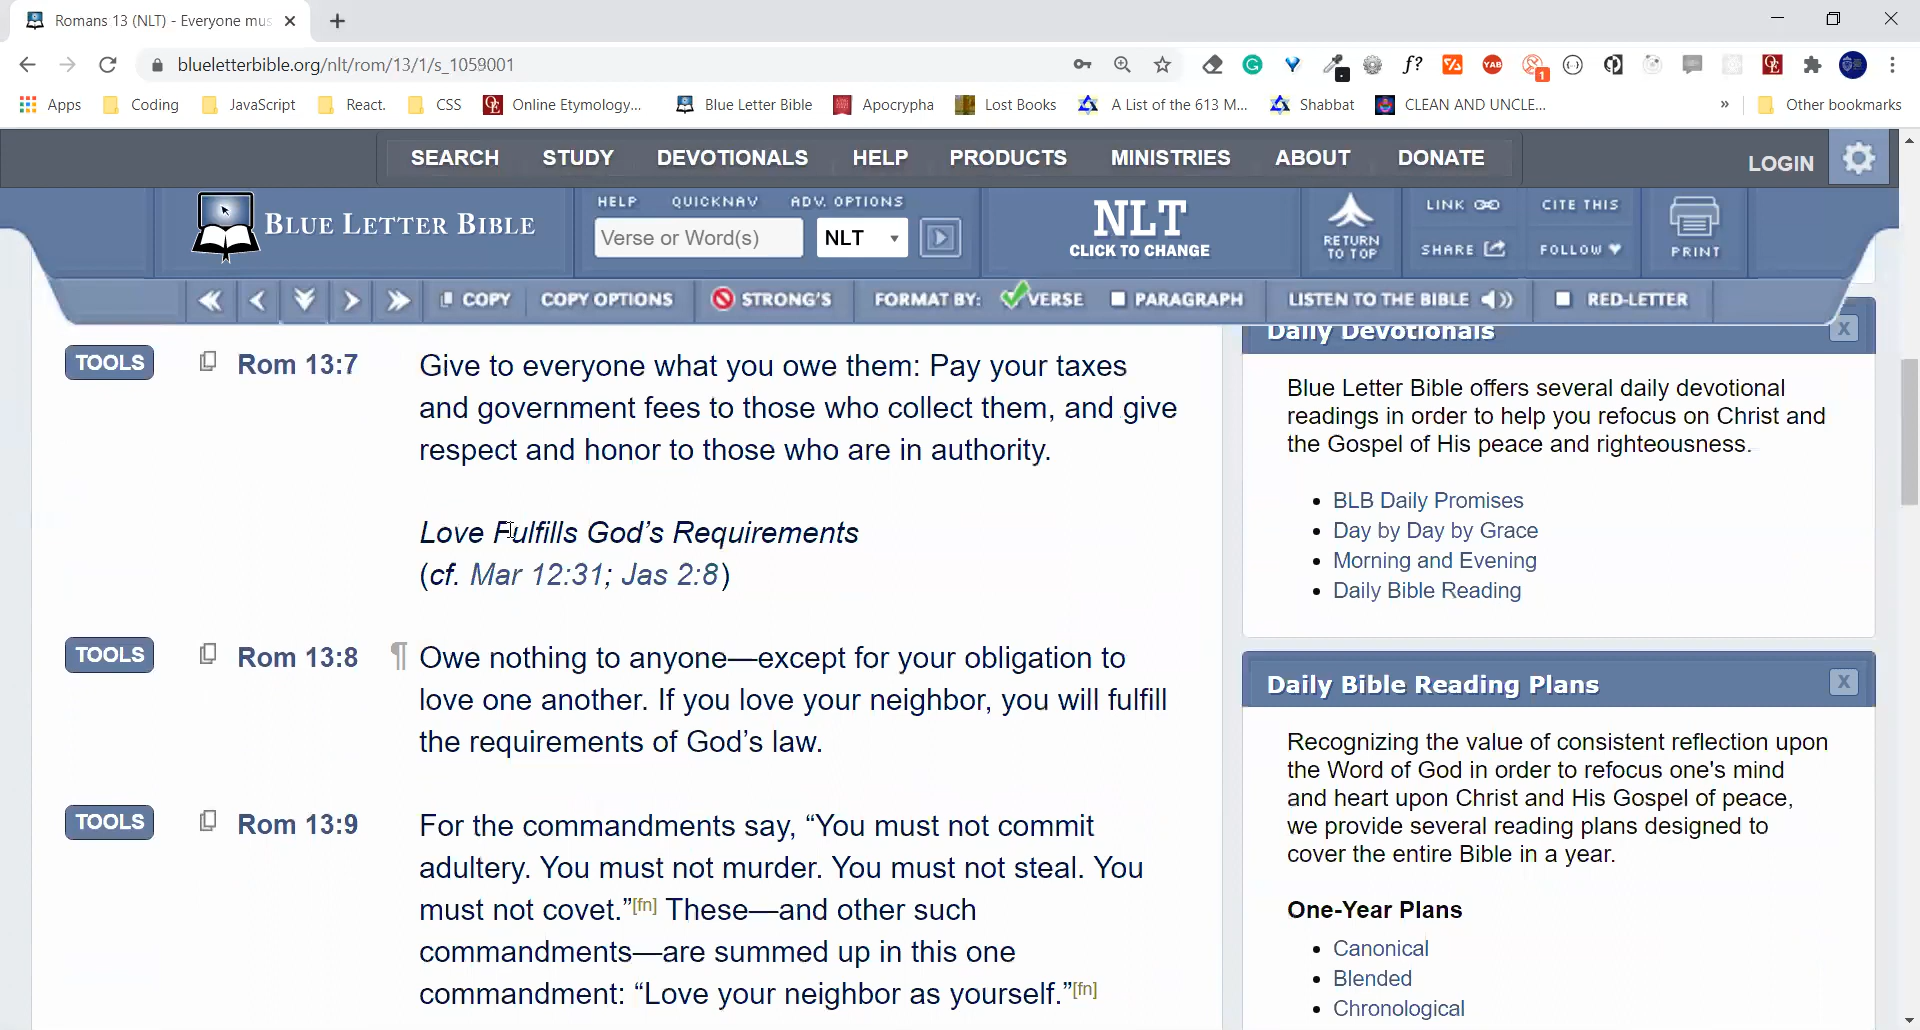 Romans 13 (NLT) - Everyone mus
blueletterbible.org/nlt/rom/13/1/s_1059001
f?
YAB
1
OE
Apps
Coding
JavaScript
React.
CSS
OE
Online Etymology...
Blue Letter Bible
Apocrypha
Lost Books
A List of the 613 M...
Shabbat
CLEAN AND UNCLE...
»
Other bookmarks
SEARCH
STUDY
DEVOTIONALS
HELP
PRODUCTS
MINISTRIES
ABOUT
DONATE
LOGIN
BLUE LETTER BIBLE
HELP
QUICKNAV
ADV. OPTIONS
Verse or Word(s)
NLT
NLT
CLICK TO CHANGE
RETURN
TO TOP
LINK
CITE THIS
SHARE
FOLLOW
PRINT
COPY
COPY OPTIONS
STRONG'S
FORMAT BY:
VERSE
PARAGRAPH
LISTEN TO THE BIBLE
RED-LETTER
TOOLS
Rom 13:7
Give to everyone what you owe them: Pay your taxes
and government fees to those who collect them, and give
respect and honor to those who are in authority.
Love Fulfills God’s Requirements
(cf. Mar 12:31; Jas 2:8)
TOOLS
Rom 13:8
¶ Owe nothing to anyone—except for your obligation to
love one another. If you love your neighbor, you will fulfill
the requirements of God’s law.
TOOLS
Rom 13:9
For the commandments say, “You must not commit
adultery. You must not murder. You must not steal. You
must not covet.”[fn] These—and other such
commandments—are summed up in this one
commandment: “Love your neighbor as yourself.”[fn]
Daily Devotionals
X
Blue Letter Bible offers several daily devotional
readings in order to help you refocus on Christ and
the Gospel of His peace and righteousness.
BLB Daily Promises
Day by Day by Grace
Morning and Evening
Daily Bible Reading
Daily Bible Reading Plans
X
Recognizing the value of consistent reflection upon
the Word of God in order to refocus one's mind
and heart upon Christ and His Gospel of peace,
we provide several reading plans designed to
cover the entire Bible in a year.
One-Year Plans
Canonical
Blended
Chronological